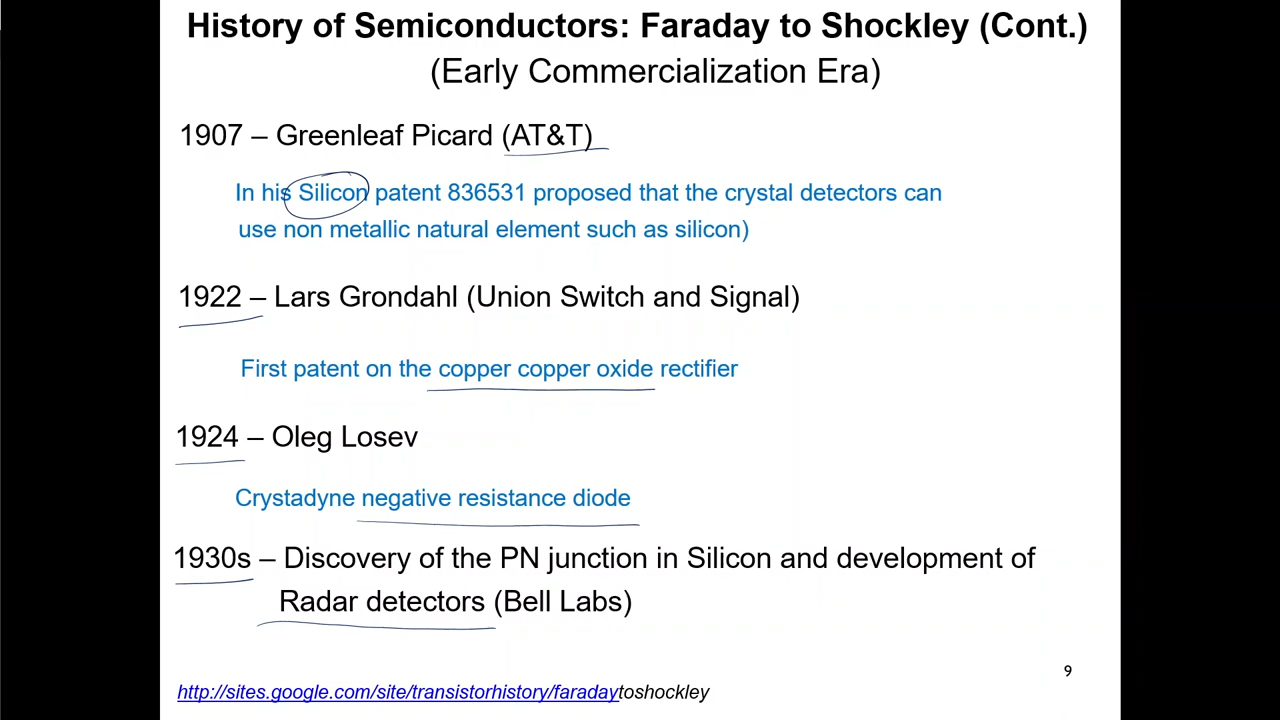 History of Semiconductors: Faraday to Shockley (Cont.)
(Early Commercialization Era)
1907 – Greenleaf Picard (AT&T)
In his Silicon patent 836531 proposed that the crystal detectors can
use non metallic natural element such as silicon)
1922 – Lars Grondahl (Union Switch and Signal)
First patent on the copper copper oxide rectifier
1924 – Oleg Losev
Crystadyne negative resistance diode
1930s – Discovery of the PN junction in Silicon and development of
Radar detectors (Bell Labs)
9
http://sites.google.com/site/transistorhistory/faradaytoshockley